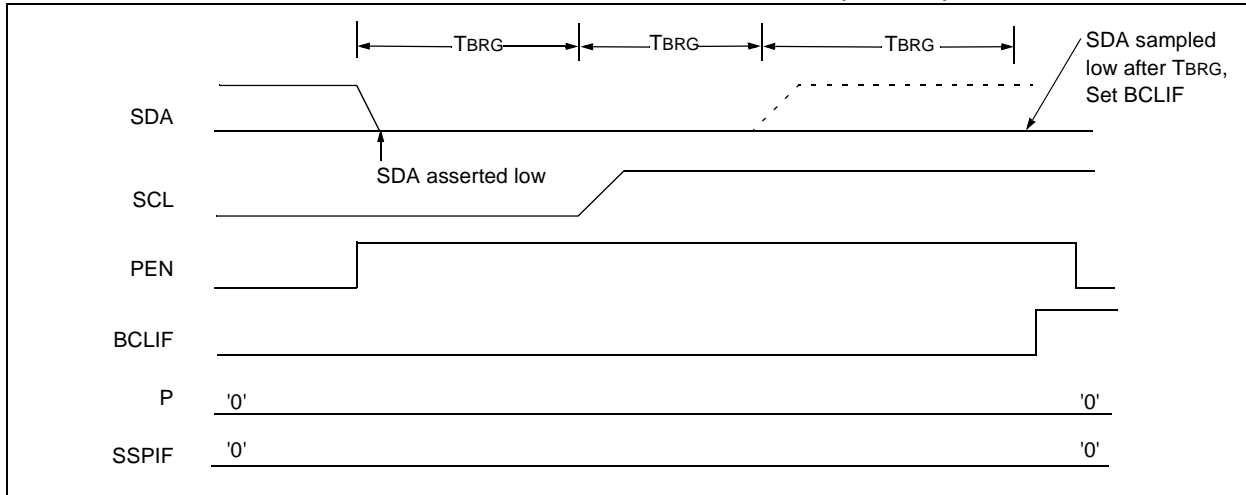 TBRG TBRG TBRG
SDA sampled
low after TBRG,
Set BCLIF
SDA
SDA asserted low
SCL
PEN
BCLIF
P '0' '0'
SSPIF '0' '0'